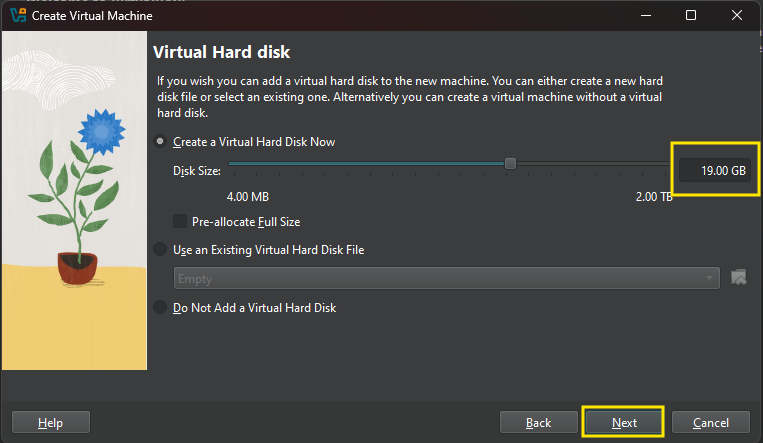 Create Virtual Machine
Virtual Hard disk
If you wish you can add a virtual hard disk to the new machine. You can either create a new hard
disk file or select an existing one. Alternatively you can create a virtual machine without a virtual
hard disk.
Create a Virtual Hard Disk Now
Disk Size:
19.00 GB
4.00 MB
2.00 TB
Pre-allocate Full Size
Use an Existing Virtual Hard Disk File
Empty
Do Not Add a Virtual Hard Disk
Help
Back
Next
Cancel